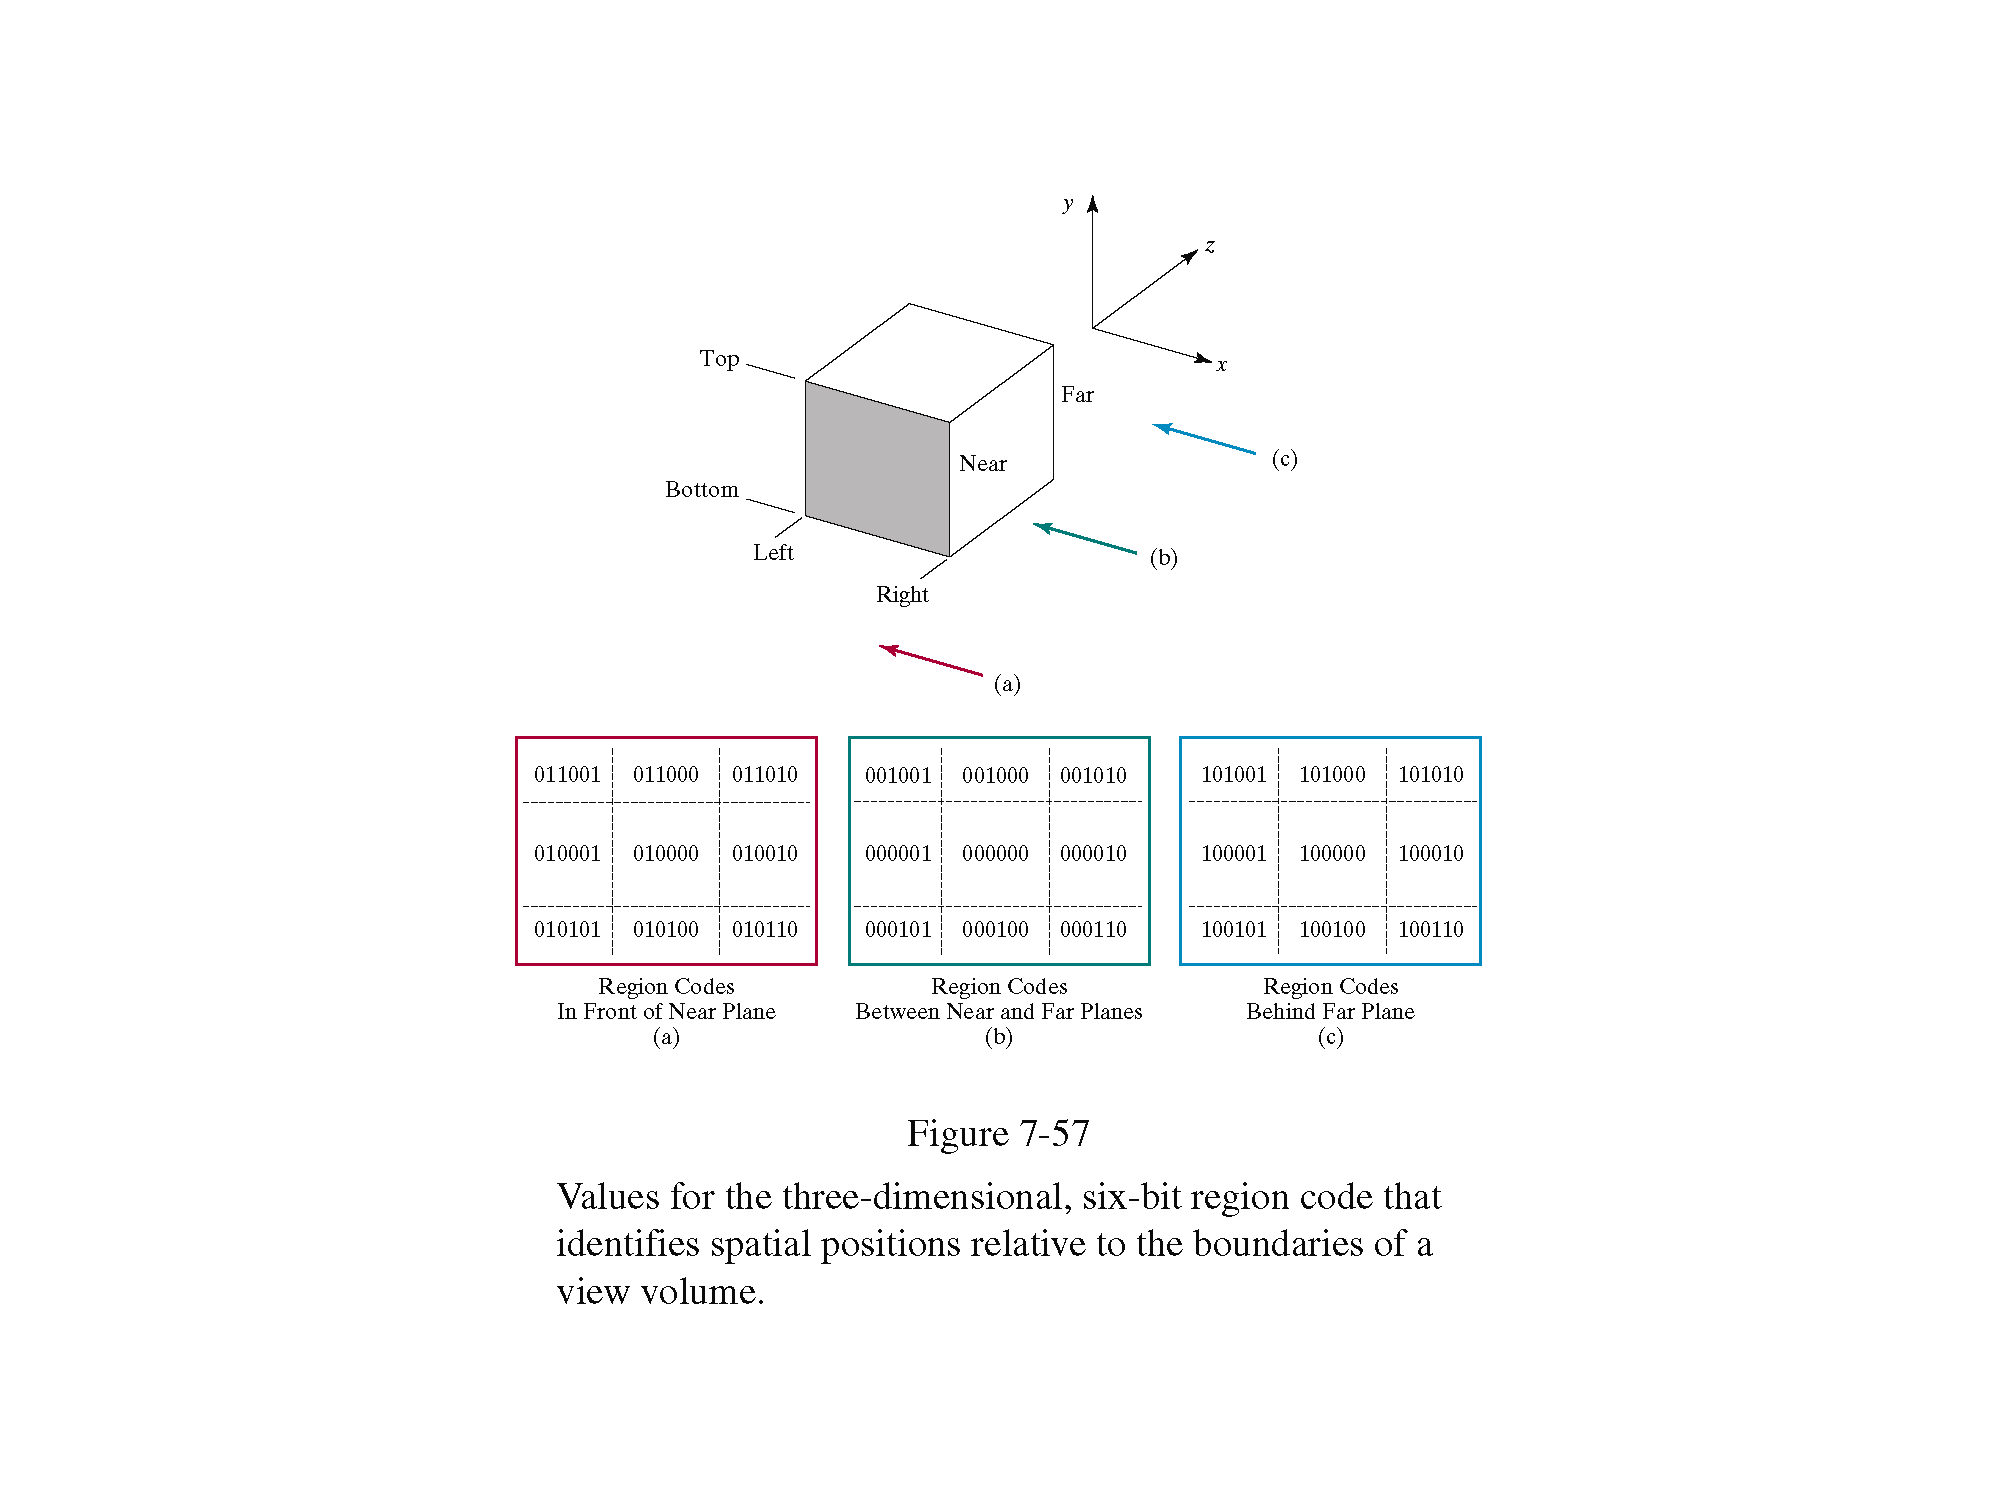 y
z
x
Top
Far
(c)
Near
Bottom
(b)
Left
Right
(a)
011001 011000 011010
010001 010000 010010
010101 010100 010110
Region Codes
In Front of Near Plane
(a)
001001 001000 001010
000001 000000 000010
000101 000100 000110
Region Codes
Between Near and Far Planes
(b)
101001 101000 101010
100001 100000 100010
100101 100100 100110
Region Codes
Behind Far Plane
(c)
Figure 7-57
Values for the three-dimensional, six-bit region code that
identifies spatial positions relative to the boundaries of a
view volume.